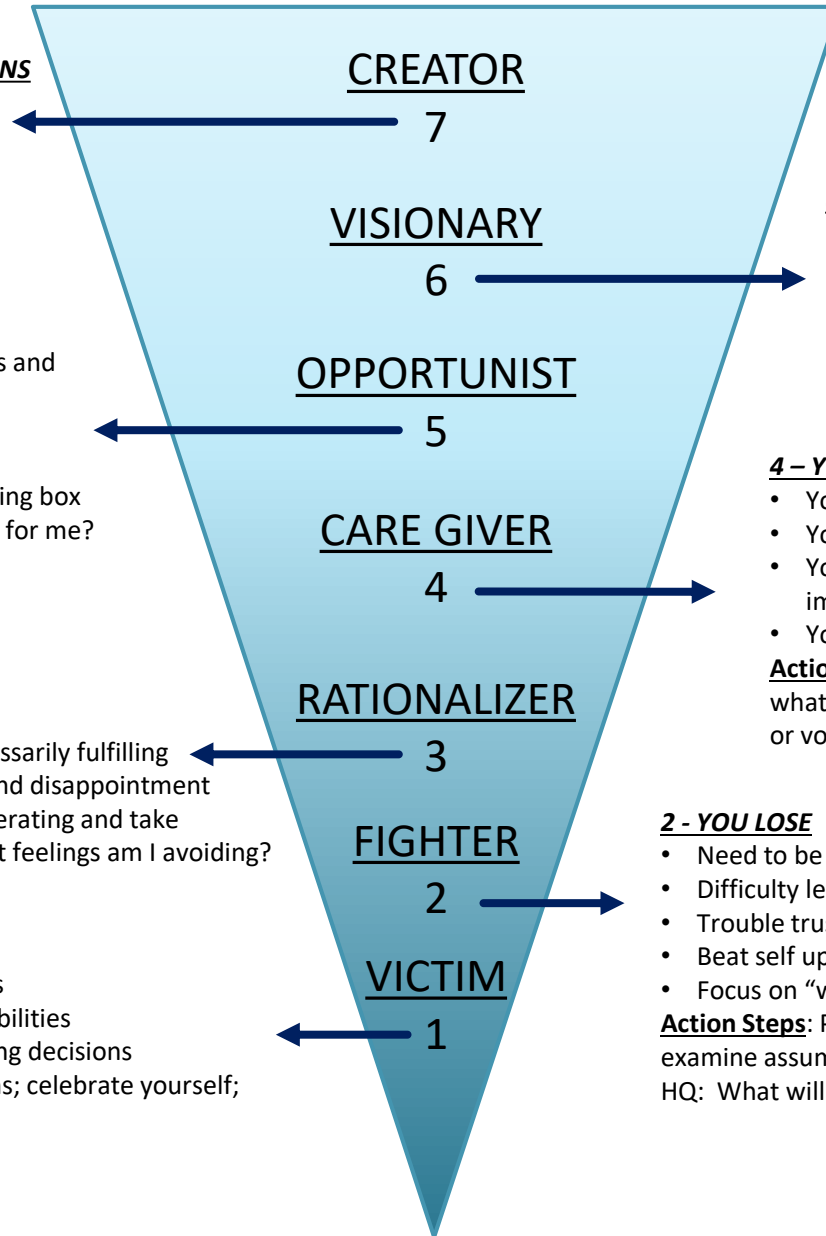 NS
CREATOR
7
VISIONARY
6
s and
OPPORTUNIST
5
ing box
for me?
CARE GIVER
4
4 – Y
• Yo
• Yo
• Yo
im
• Yo
Actio
what
or vo
RATIONALIZER
3
ssarily fulfilling
nd disappointment
erating and take
t feelings am I avoiding?
FIGHTER
2
2 - YOU LOSE
• Need to be
• Difficulty le
• Trouble tru
• Beat self up
• Focus on “v
Action Steps: P
examine assum
HQ: What will
VICTIM
1
s
bilities
ng decisions
ns; celebrate yourself;